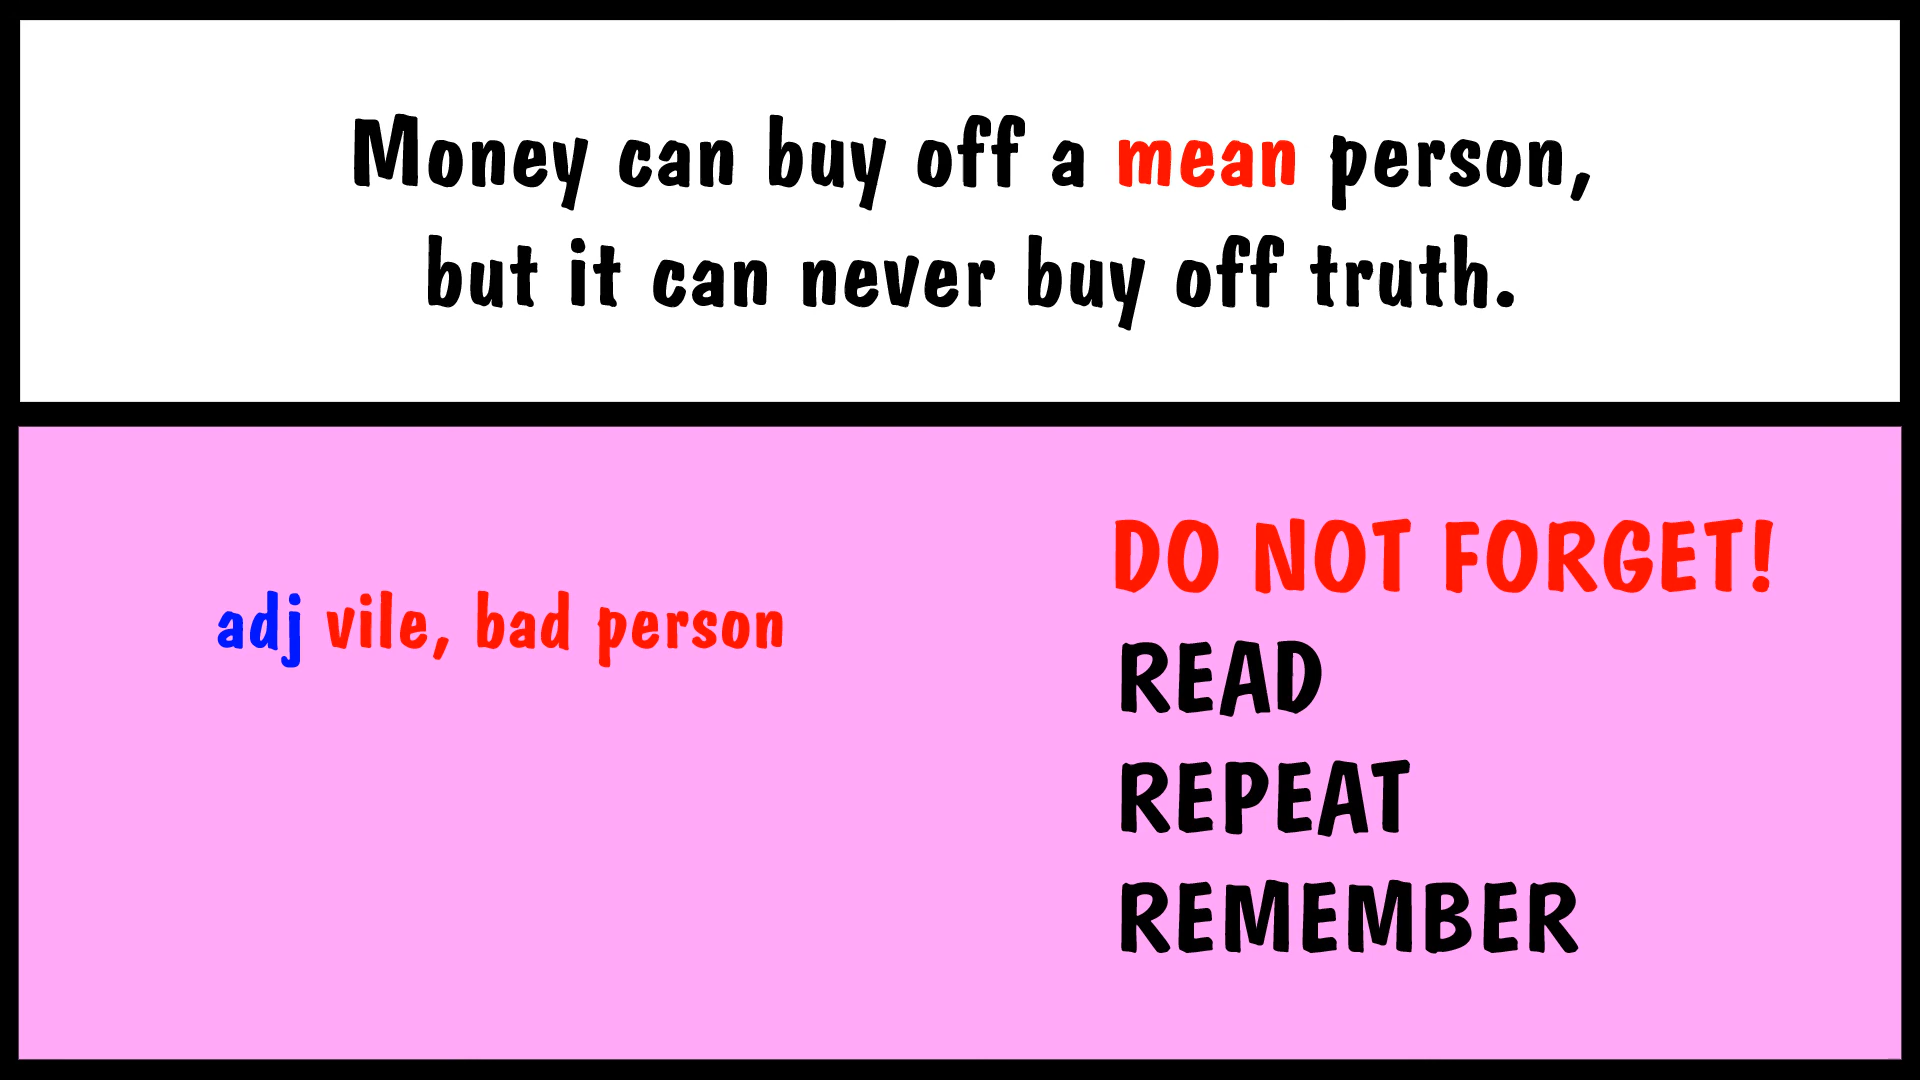 Money can buy off a mean person,
but it can never buy off truth.
adj vile, bad person
DO NOT FORGET!
READ
REPEAT
REMEMBER